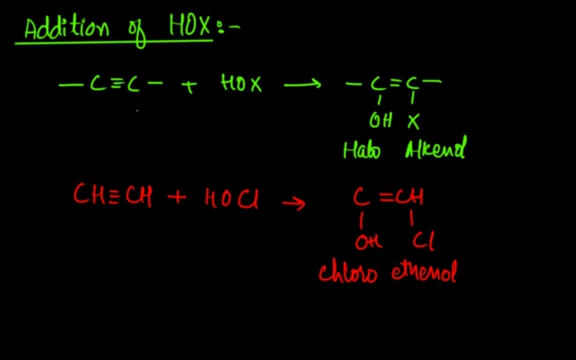 Addition of HOX:-
— C≡C — + HOX → — C=C —
OH X
Halo Alkenol
CH≡CH + HOCl → C =CH
OH Cl
Chloro ethenol